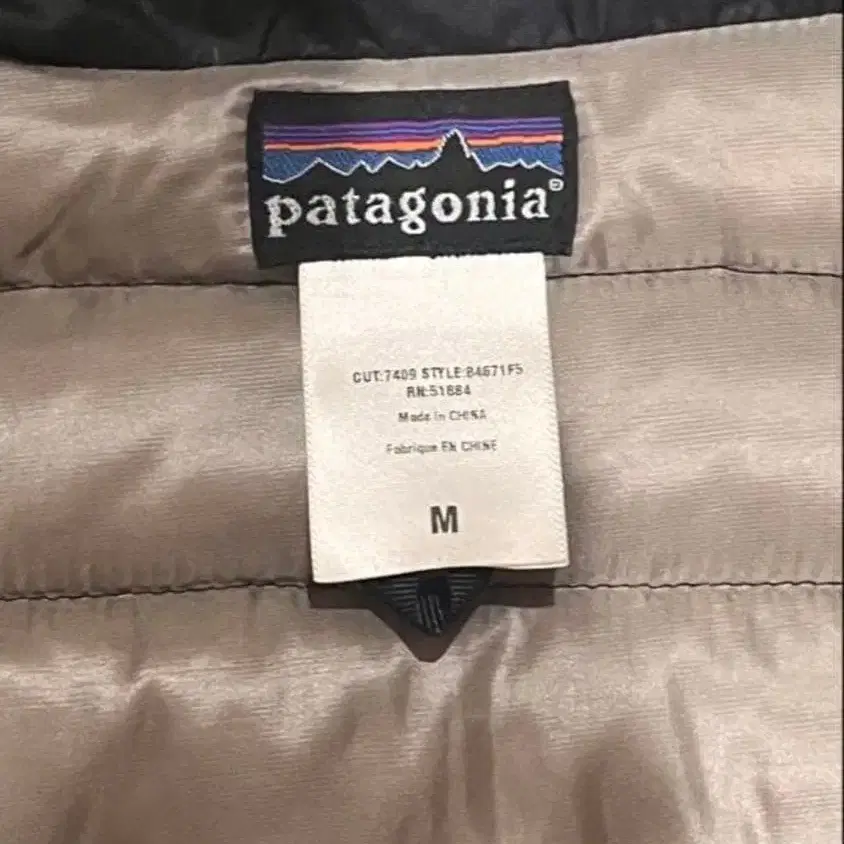 patagonia®
CUT:7409 STYLE:84671F5
RN:51884
Made in CHINA
Fabrique EN CHINE
M